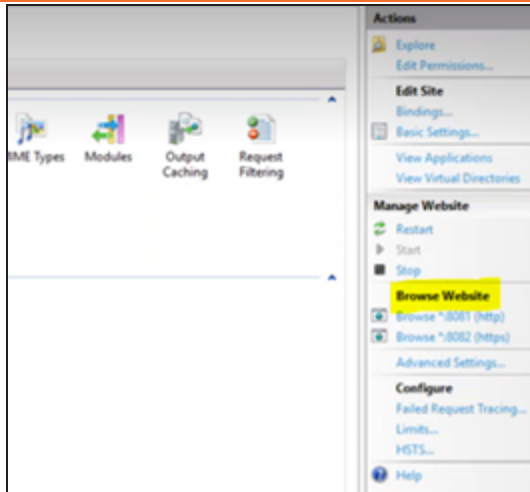 MIME Types
Modules
Output
Caching
Request
Filtering
Actions
Explore
Edit Permissions...
Edit Site
Bindings...
Basic Settings...
View Applications
View Virtual Directories
Manage Website
Restart
Start
Stop
Browse Website
Browse *:8081 (http)
Browse *:8082 (https)
Advanced Settings...
Configure
Failed Request Tracing...
Limits...
HSTS...
Help